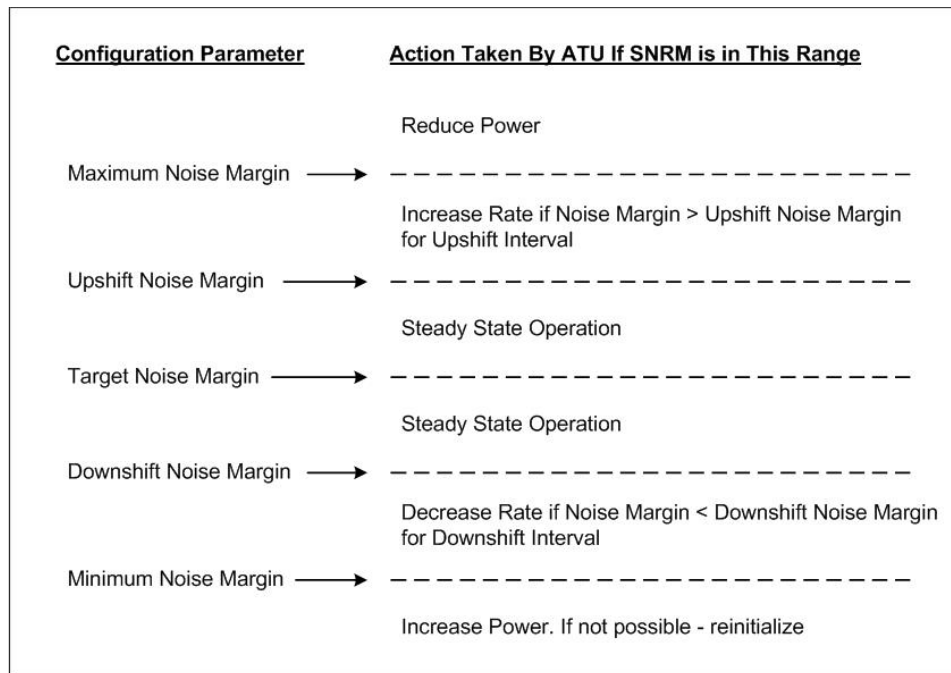 Configuration Parameter Action Taken By ATU If SNRM is in This Range
Reduce Power
Maximum Noise Margin
Increase Rate if Noise Margin > Upshift Noise Margin
for Upshift Interval
Upshift Noise Margin
Steady State Operation
Target Noise Margin
Steady State Operation
Downshift Noise Margin
Decrease Rate if Noise Margin < Downshift Noise Margin
for Downshift Interval
Minimum Noise Margin
Increase Power. If not possible - reinitialize